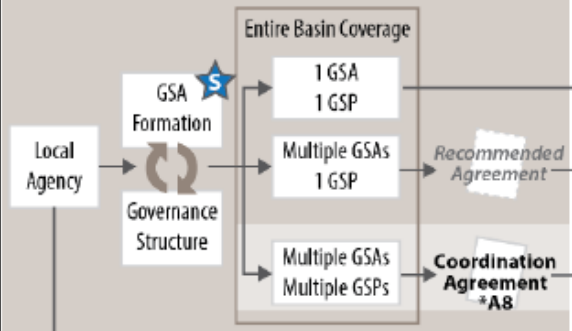 Entire Basin Coverage
S
GSA
Formation
1 GSA
1 GSP
Local
Agency
Multiple GSAs
1 GSP
Recommended
Agreement
Governance
Structure
Multiple GSAs
Multiple GSPs
Coordination
Agreement
*A8